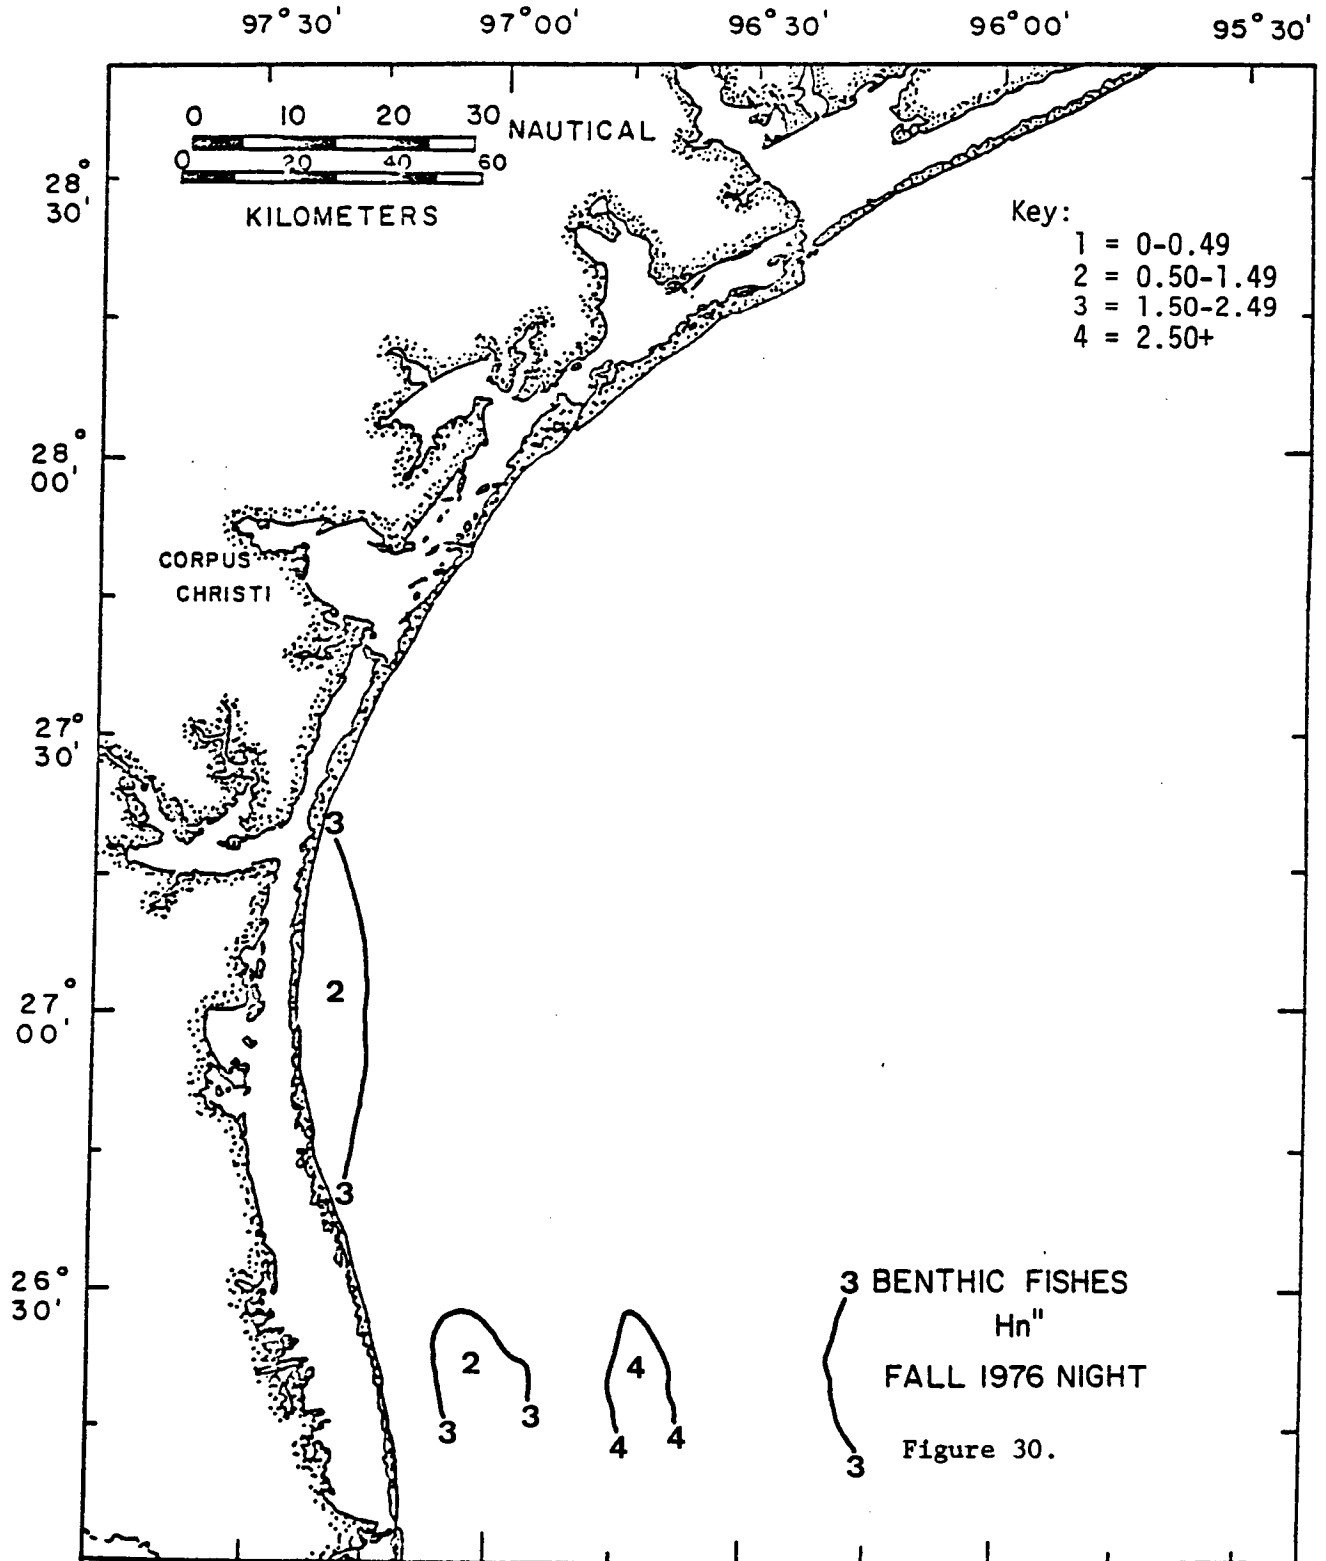 97°30' 97°00' 96°30' 96°00' 95°30'
0 10 20 30 NAUTICAL
0 20 40 60
KILOMETERS
28°
30'
Key:
1 = 0-0.49
2 = 0.50-1.49
3 = 1.50-2.49
4 = 2.50+
28°
00'
CORPUS
CHRISTI
27°
30'
3
2
27°
00'
3
26°
30'
3 BENTHIC FISHES
Hn"
2 4 FALL 1976 NIGHT
3 3 4 4 3
Figure 30.